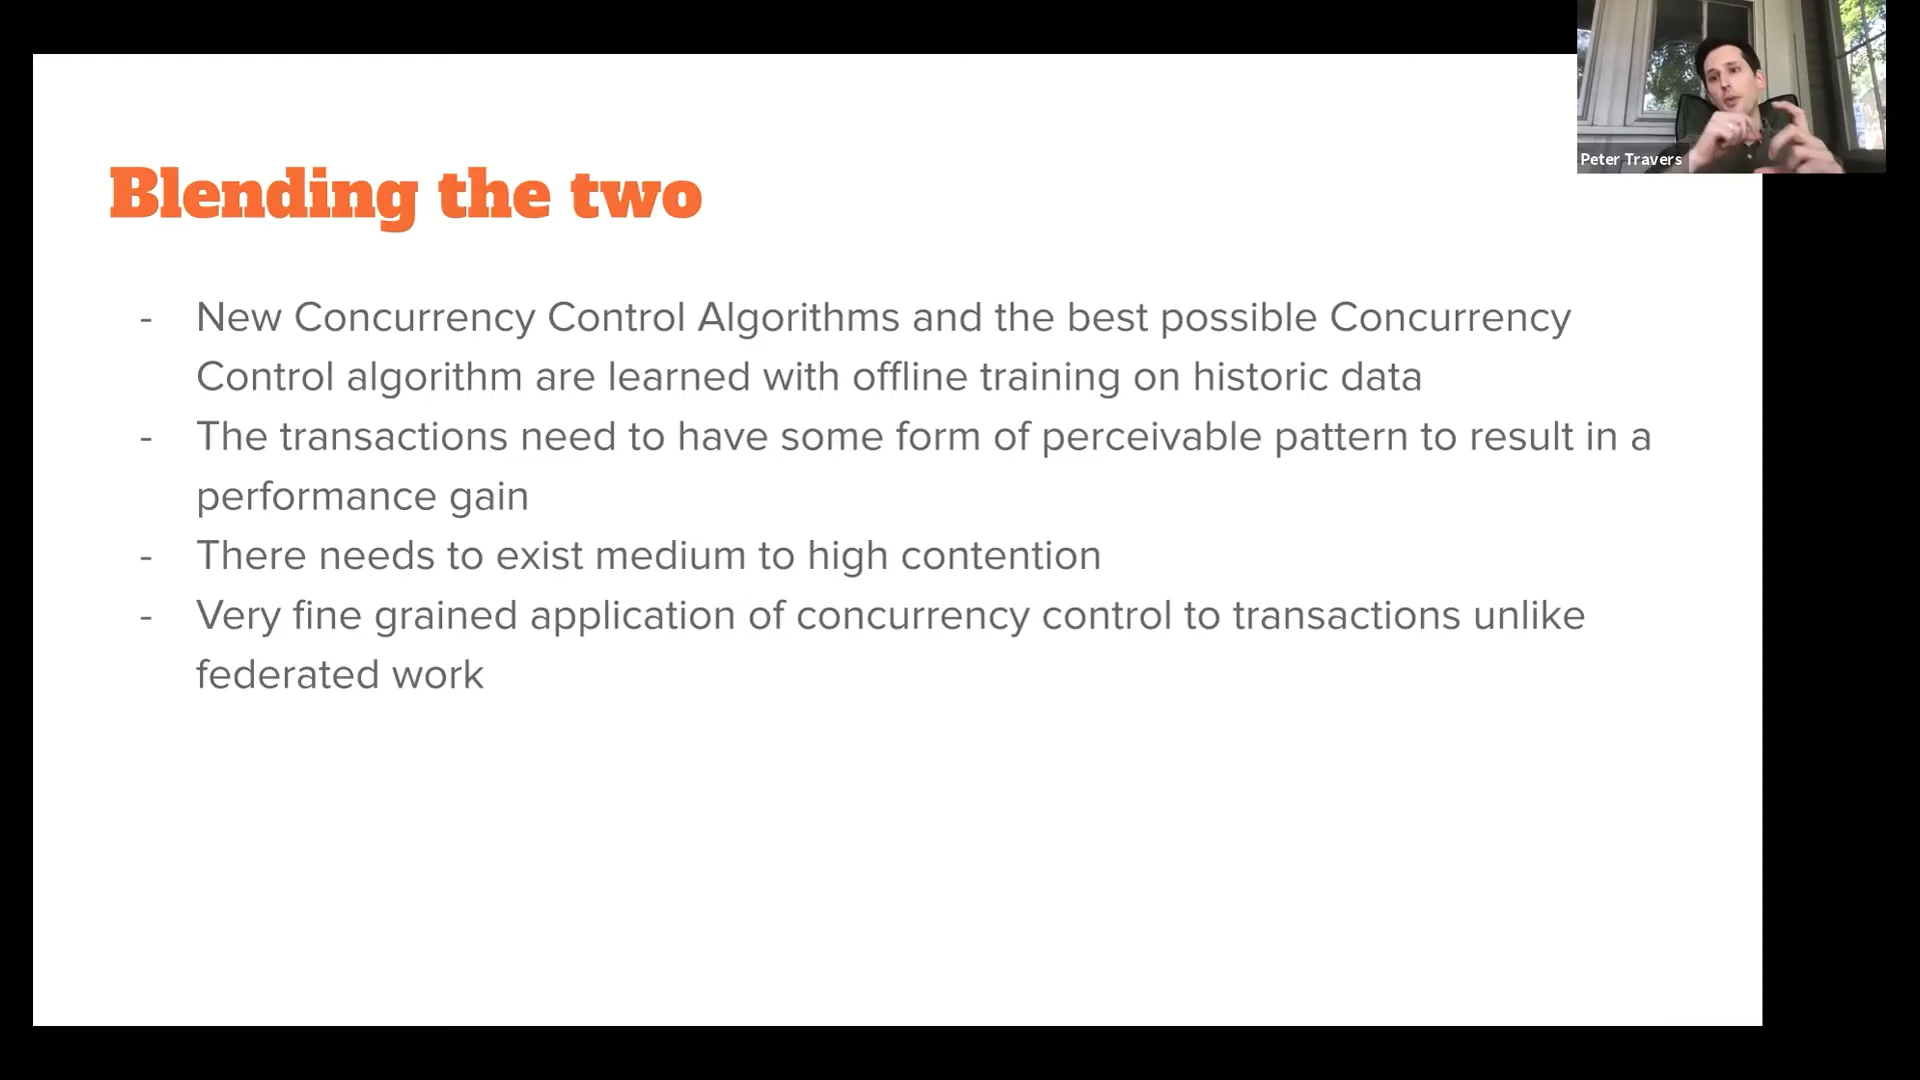 Peter Travers
Blending the two
- New Concurrency Control Algorithms and the best possible Concurrency
Control algorithm are learned with offline training on historic data
- The transactions need to have some form of perceivable pattern to result in a
performance gain
- There needs to exist medium to high contention
- Very fine grained application of concurrency control to transactions unlike
federated work